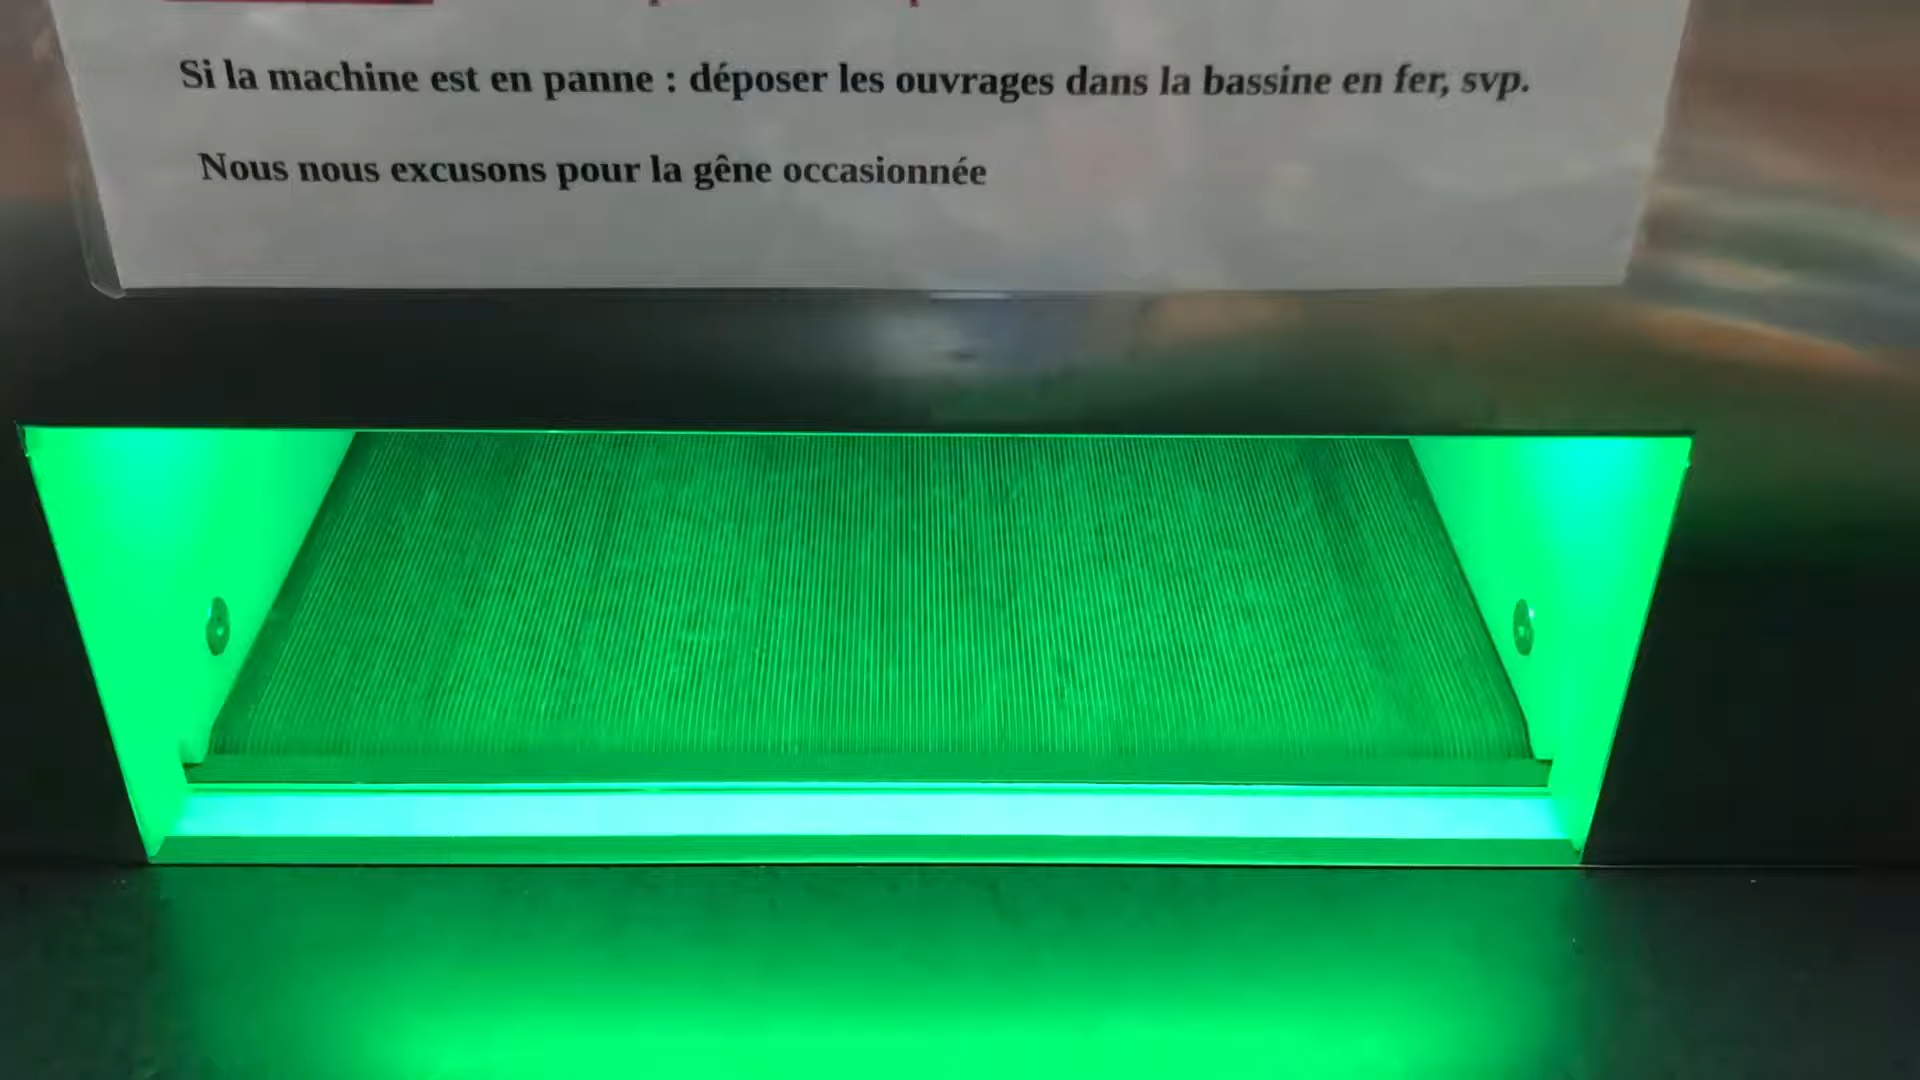 Si la machine est en panne : déposer les ouvrages dans la bassine en fer, svp.
Nous nous excusons pour la gêne occasionnée